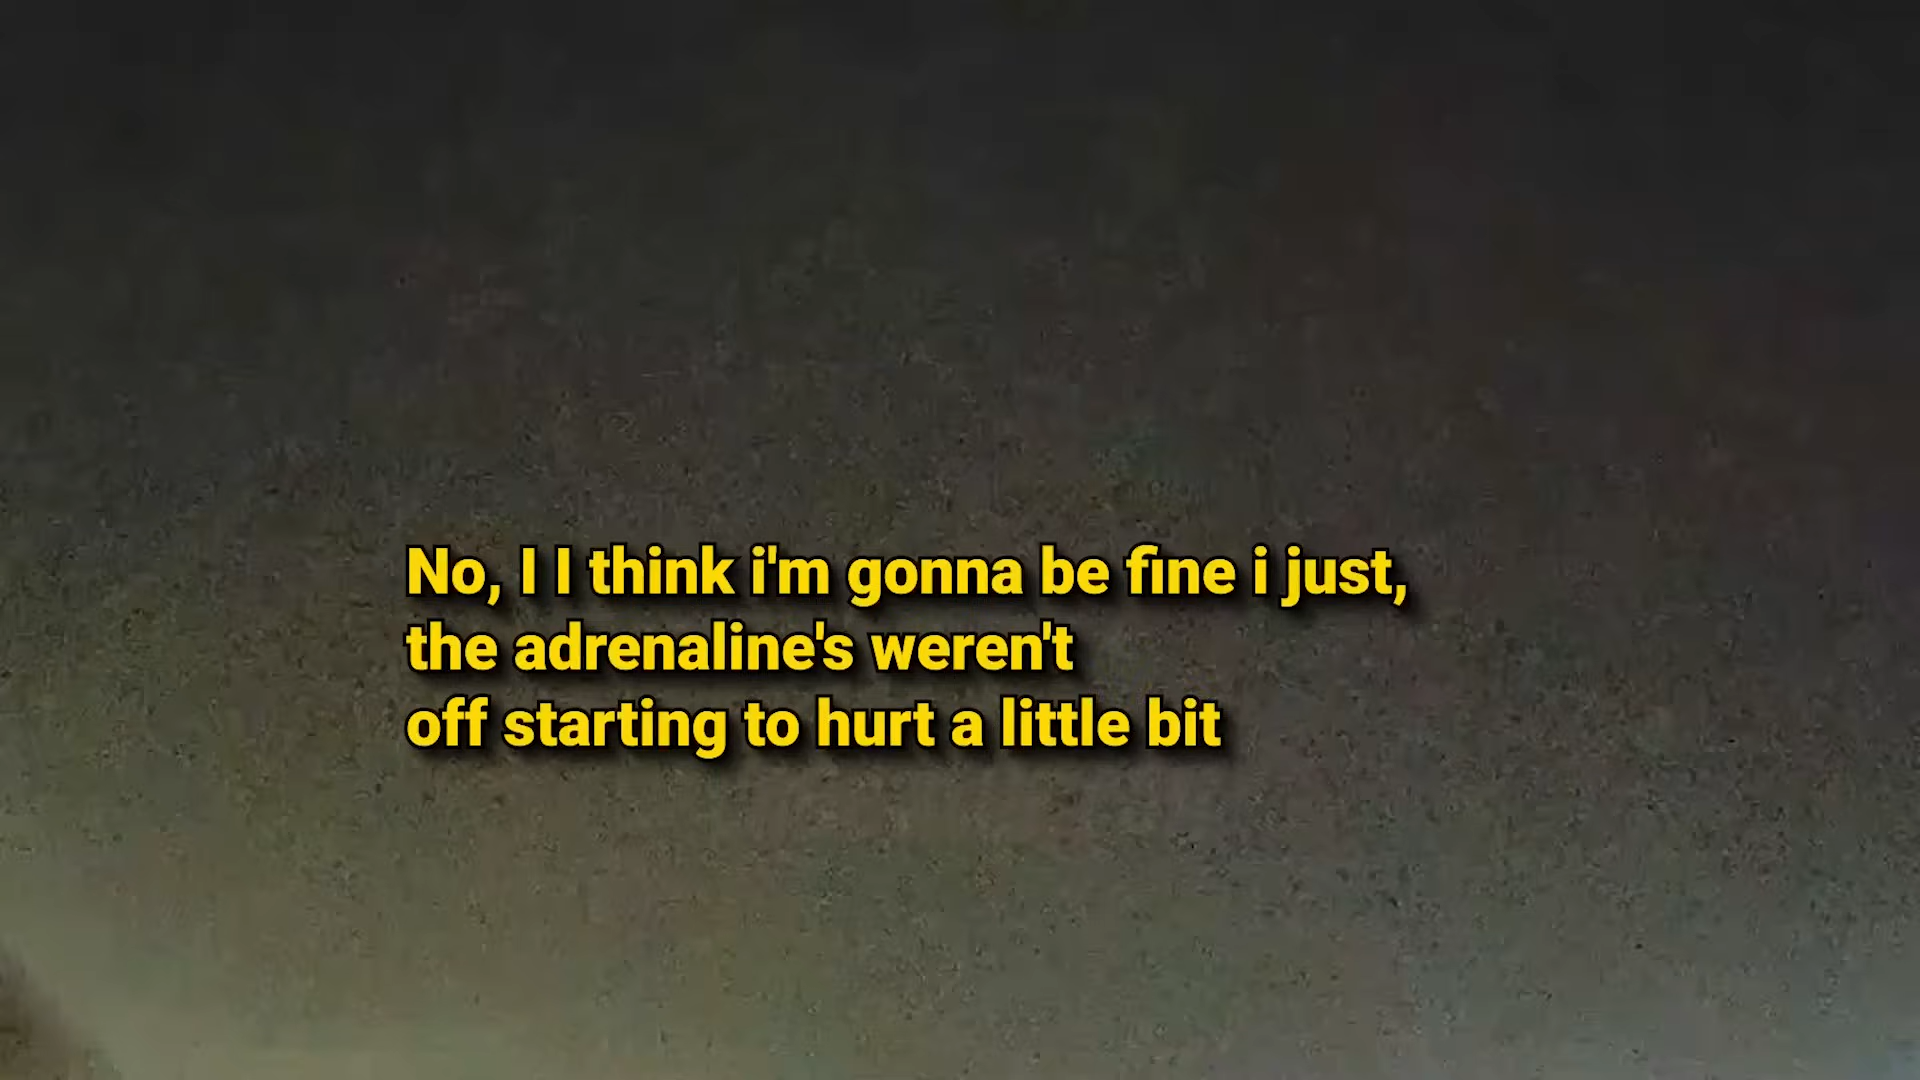 No, I I think i'm gonna be fine i just,
the adrenaline's weren't
off starting to hurt a little bit